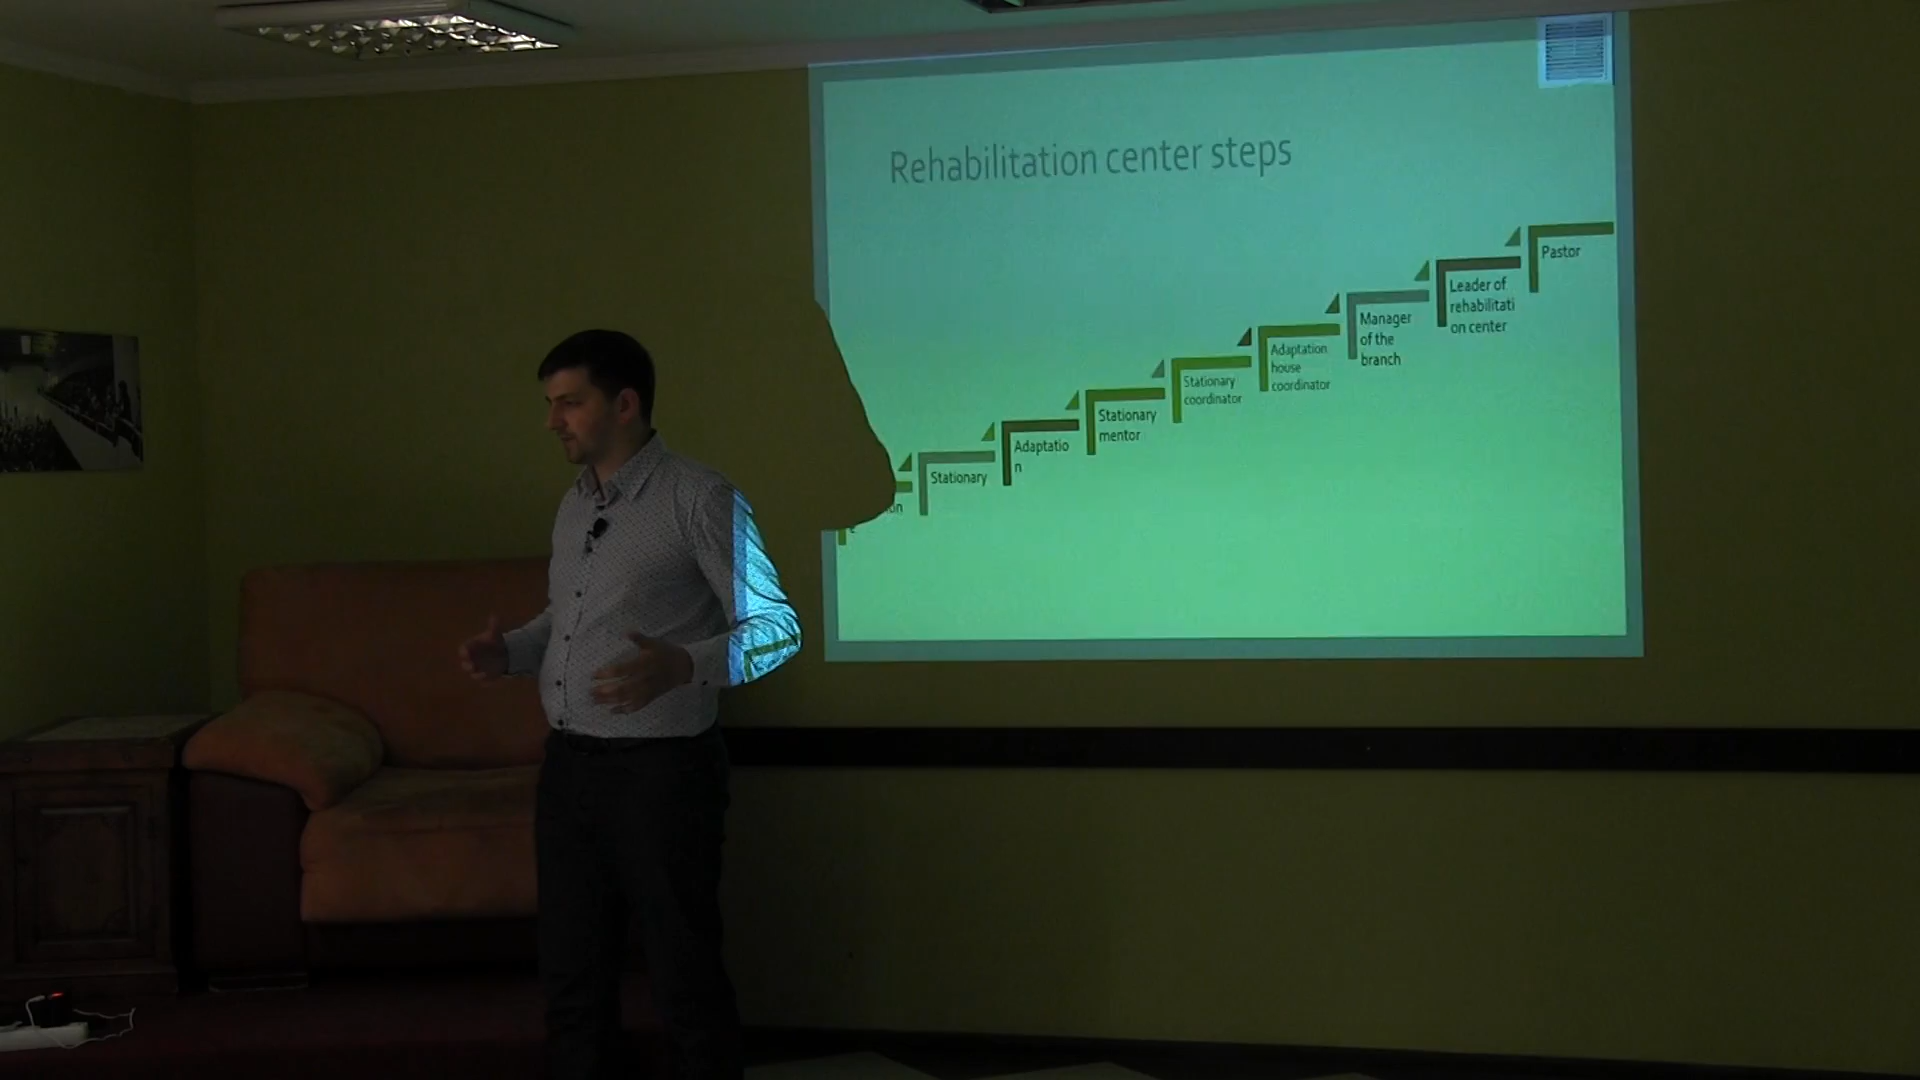 Rehabilitation center steps
Stationary
Adaptatio
n
Stationary
mentor
Stationary
coordinator
Adaptation
house
coordinator
Manager
of the
branch
Leader of
rehabilitati
on center
Pastor